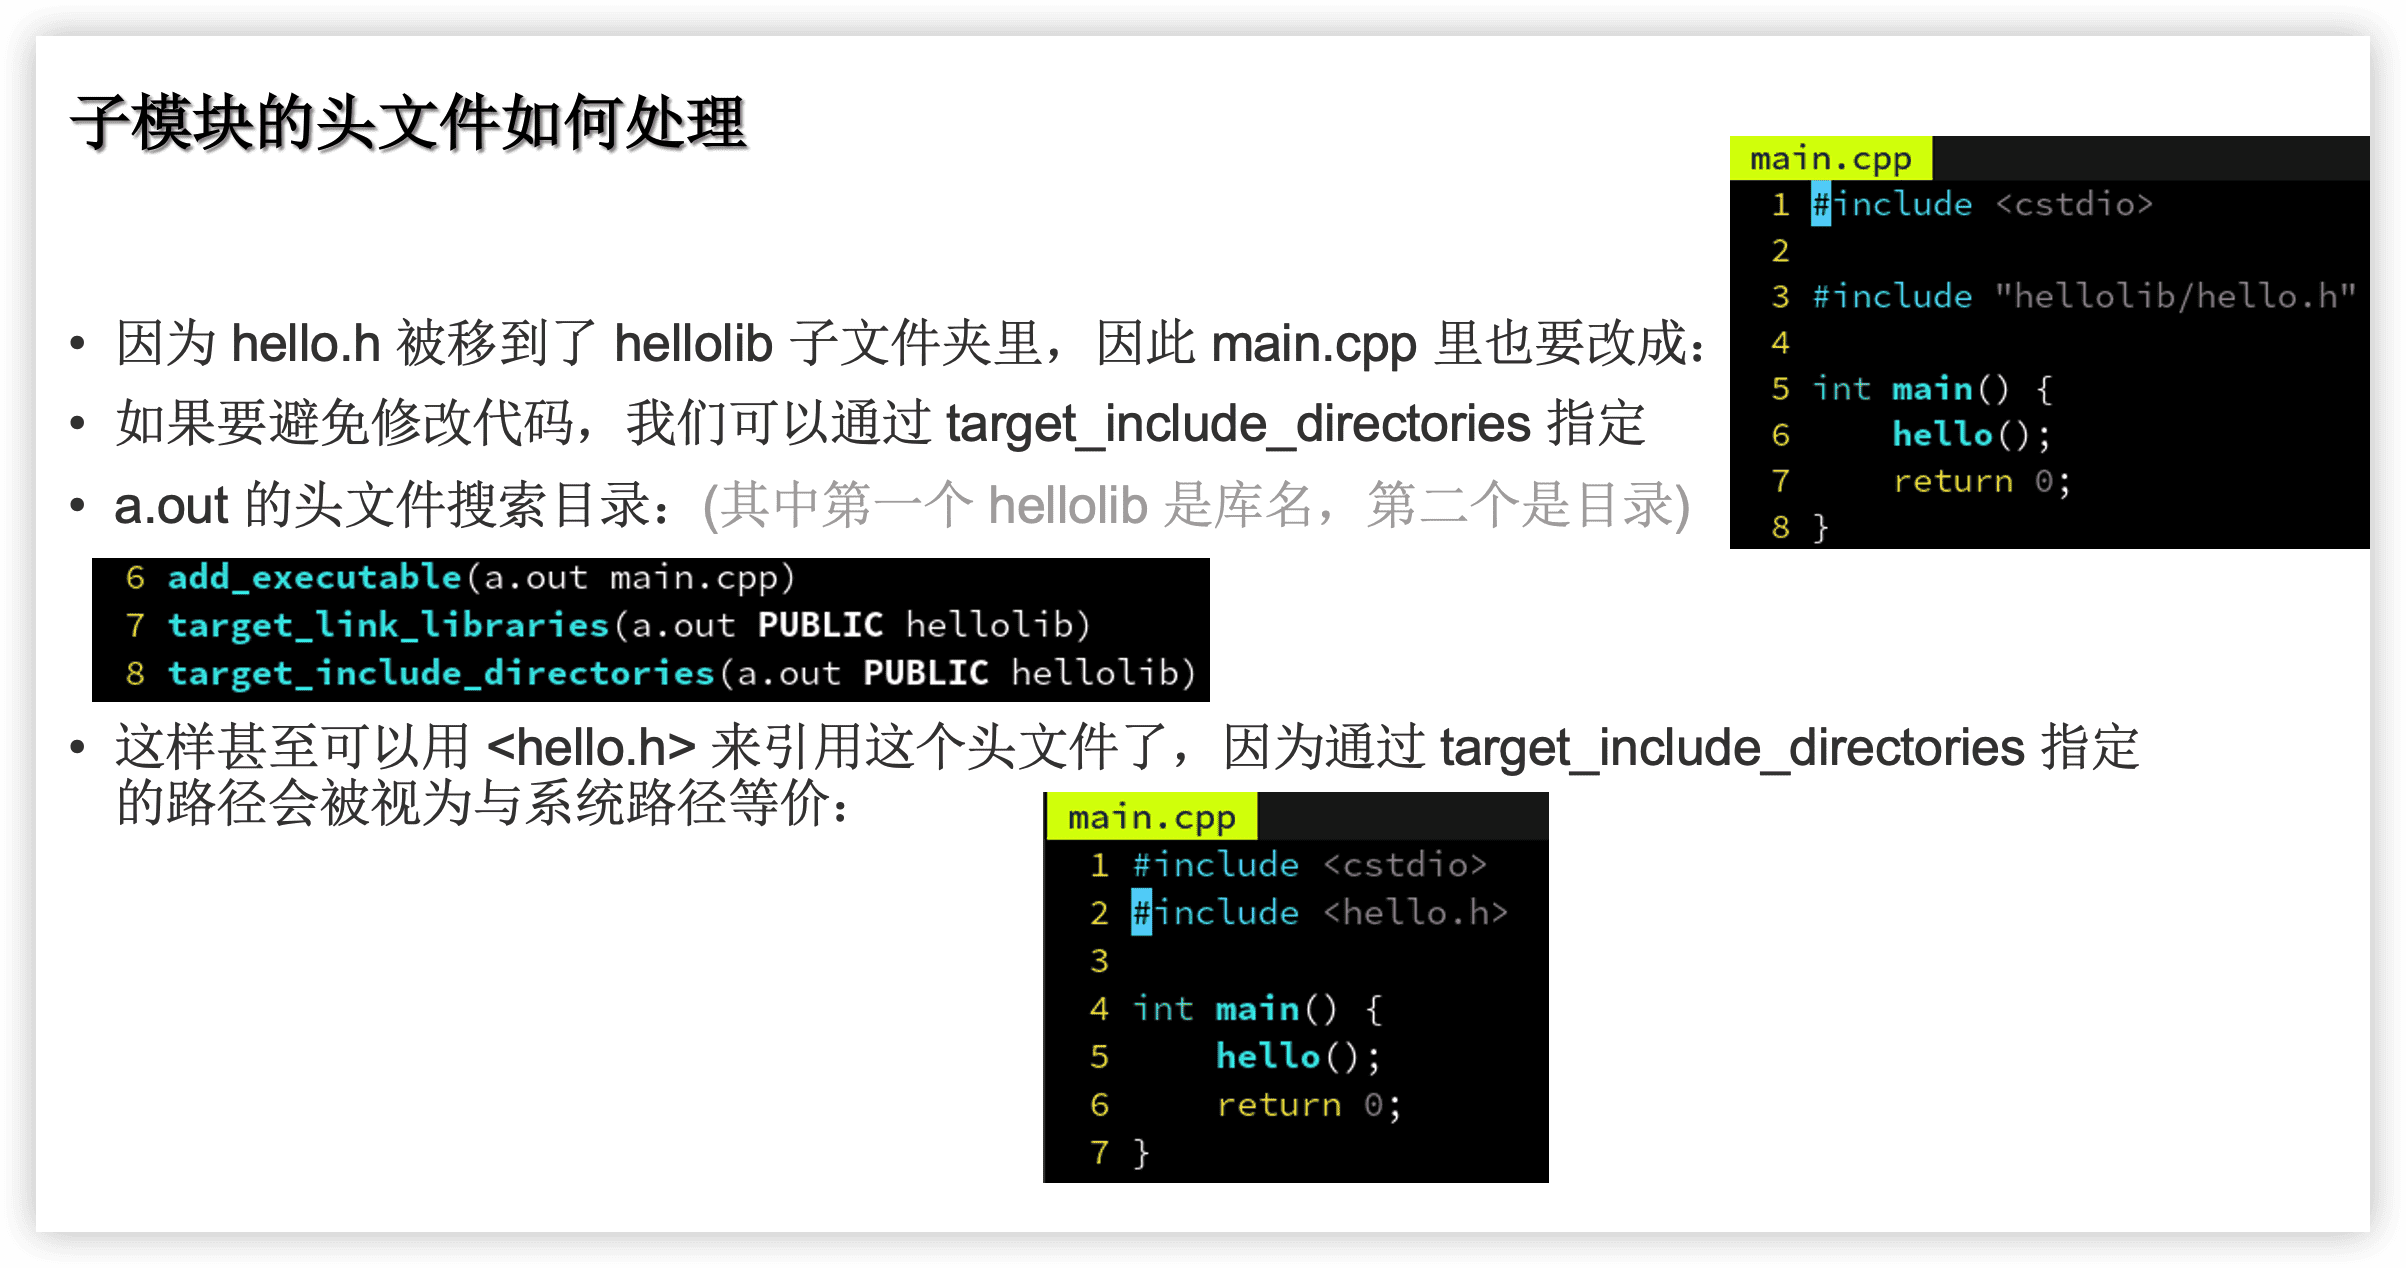 子模块的头文件如何处理
• 因为 hello.h 被移到了 hellolib 子文件夹里，因此 main.cpp 里也要改成：
main.cpp
1 #include <cstdio>
2
3 #include "hellolib/hello.h"
4
5 int main() {
6     hello();
7     return 0;
8 }
• 如果要避免修改代码，我们可以通过 target_include_directories 指定
• a.out 的头文件搜索目录：(其中第一个 hellolib 是库名，第二个是目录)
6 add_executable(a.out main.cpp)
7 target_link_libraries(a.out PUBLIC hellolib)
8 target_include_directories(a.out PUBLIC hellolib)
• 这样甚至可以用 <hello.h> 来引用这个头文件了，因为通过 target_include_directories 指定
的路径会被视为与系统路径等价：
main.cpp
1 #include <cstdio>
2 #include <hello.h>
3
4 int main() {
5     hello();
6     return 0;
7 }